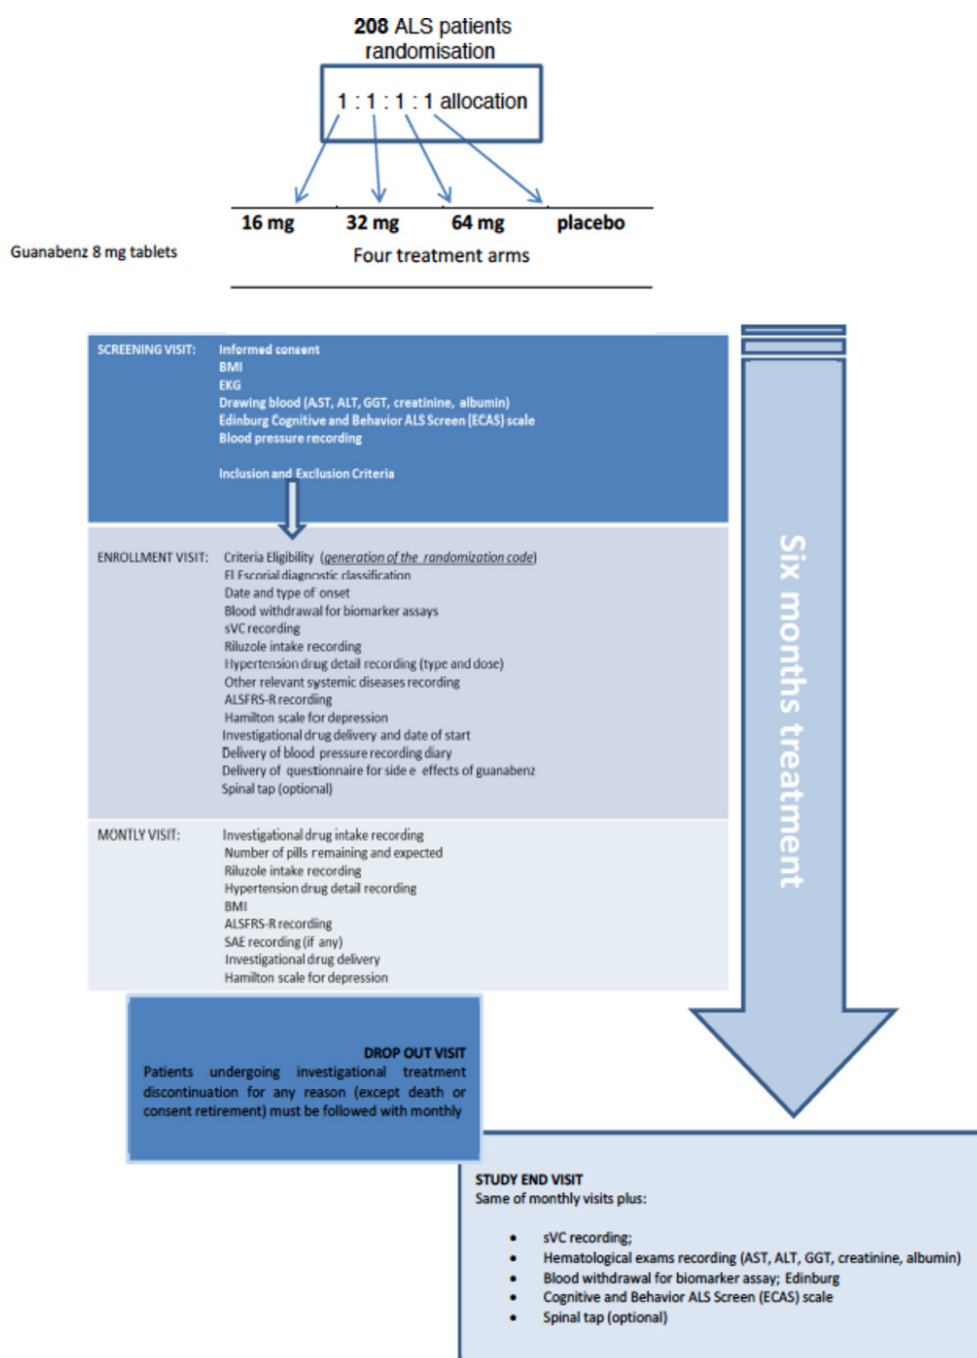 208 ALS patients
randomisation
1 : 1 : 1 : 1 allocation
16 mg 32 mg 64 mg placebo
Guanabenz 8 mg tablets
Four treatment arms
SCREENING VISIT: Informed consent
BMI
EKG
Drawing blood (AST, ALT, GGT, creatinine, albumin)
Edinburg Cognitive and Behavior ALS Screen (ECAS) scale
Blood pressure recording
Inclusion and Exclusion Criteria
ENROLLMENT VISIT: Criteria Eligibility (generation of the randomization code)
El Escorial diagnostic classification
Date and type of onset
Blood withdrawal for biomarker assays
sVC recording
Riluzole intake recording
Hypertension drug detail recording (type and dose)
Other relevant systemic diseases recording
ALSFRS-R recording
Hamilton scale for depression
Investigational drug delivery and date of start
Delivery of blood pressure recording diary
Delivery of questionnaire for side effects of guanabenz
Spinal tap (optional)
MONTLY VISIT: Investigational drug intake recording
Number of pills remaining and expected
Riluzole intake recording
Hypertension drug detail recording
BMI
ALSFRS-R recording
SAE recording (if any)
Investigational drug delivery
Hamilton scale for depression
Six months treatment
DROP OUT VISIT
Patients undergoing investigational treatment
discontinuation for any reason (except death or
consent retirement) must be followed with monthly
STUDY END VISIT
Same of monthly visits plus:
• sVC recording;
• Hematological exams recording (AST, ALT, GGT, creatinine, albumin)
• Blood withdrawal for biomarker assay; Edinburg
• Cognitive and Behavior ALS Screen (ECAS) scale
• Spinal tap (optional)